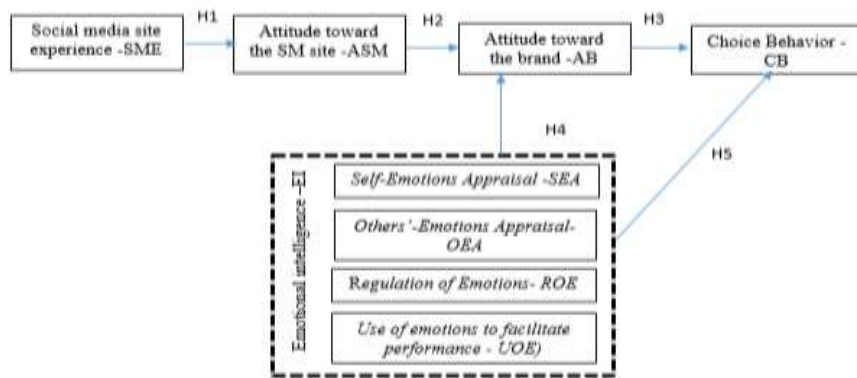 H1
H2
H3
Social media site
experience -SME
Attitude toward
the SM site -ASM
Attitude toward
the brand -AB
Choice Behavior -
CB
H4
H5
Emotional intelligence -EI
Self-Emotions Appraisal -SEA
Others'-Emotions Appraisal-
OEA
Regulation of Emotions- ROE
Use of emotions to facilitate
performance - UOE)